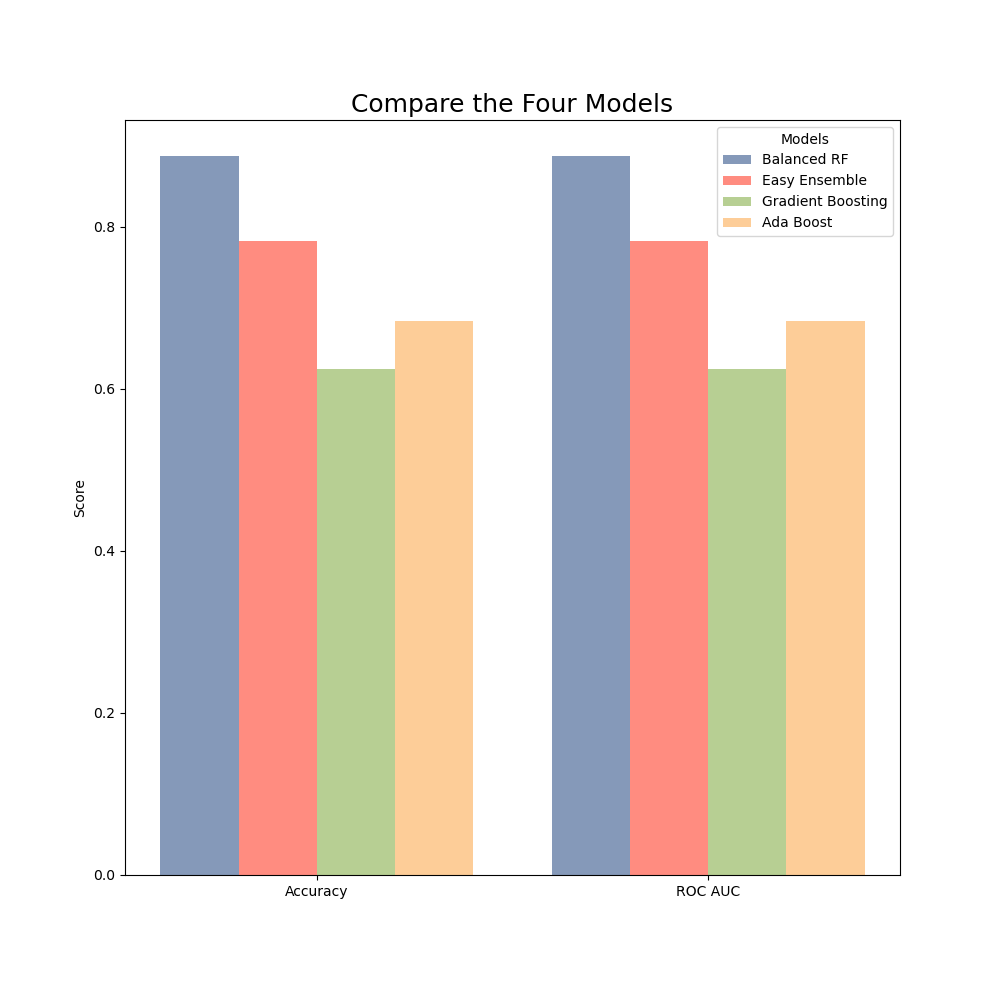 Compare the Four Models
Models
Balanced RF
Easy Ensemble
Gradient Boosting
Ada Boost
0.8
0.6
0.4
0.2
0.0
Score
Accuracy
ROC AUC